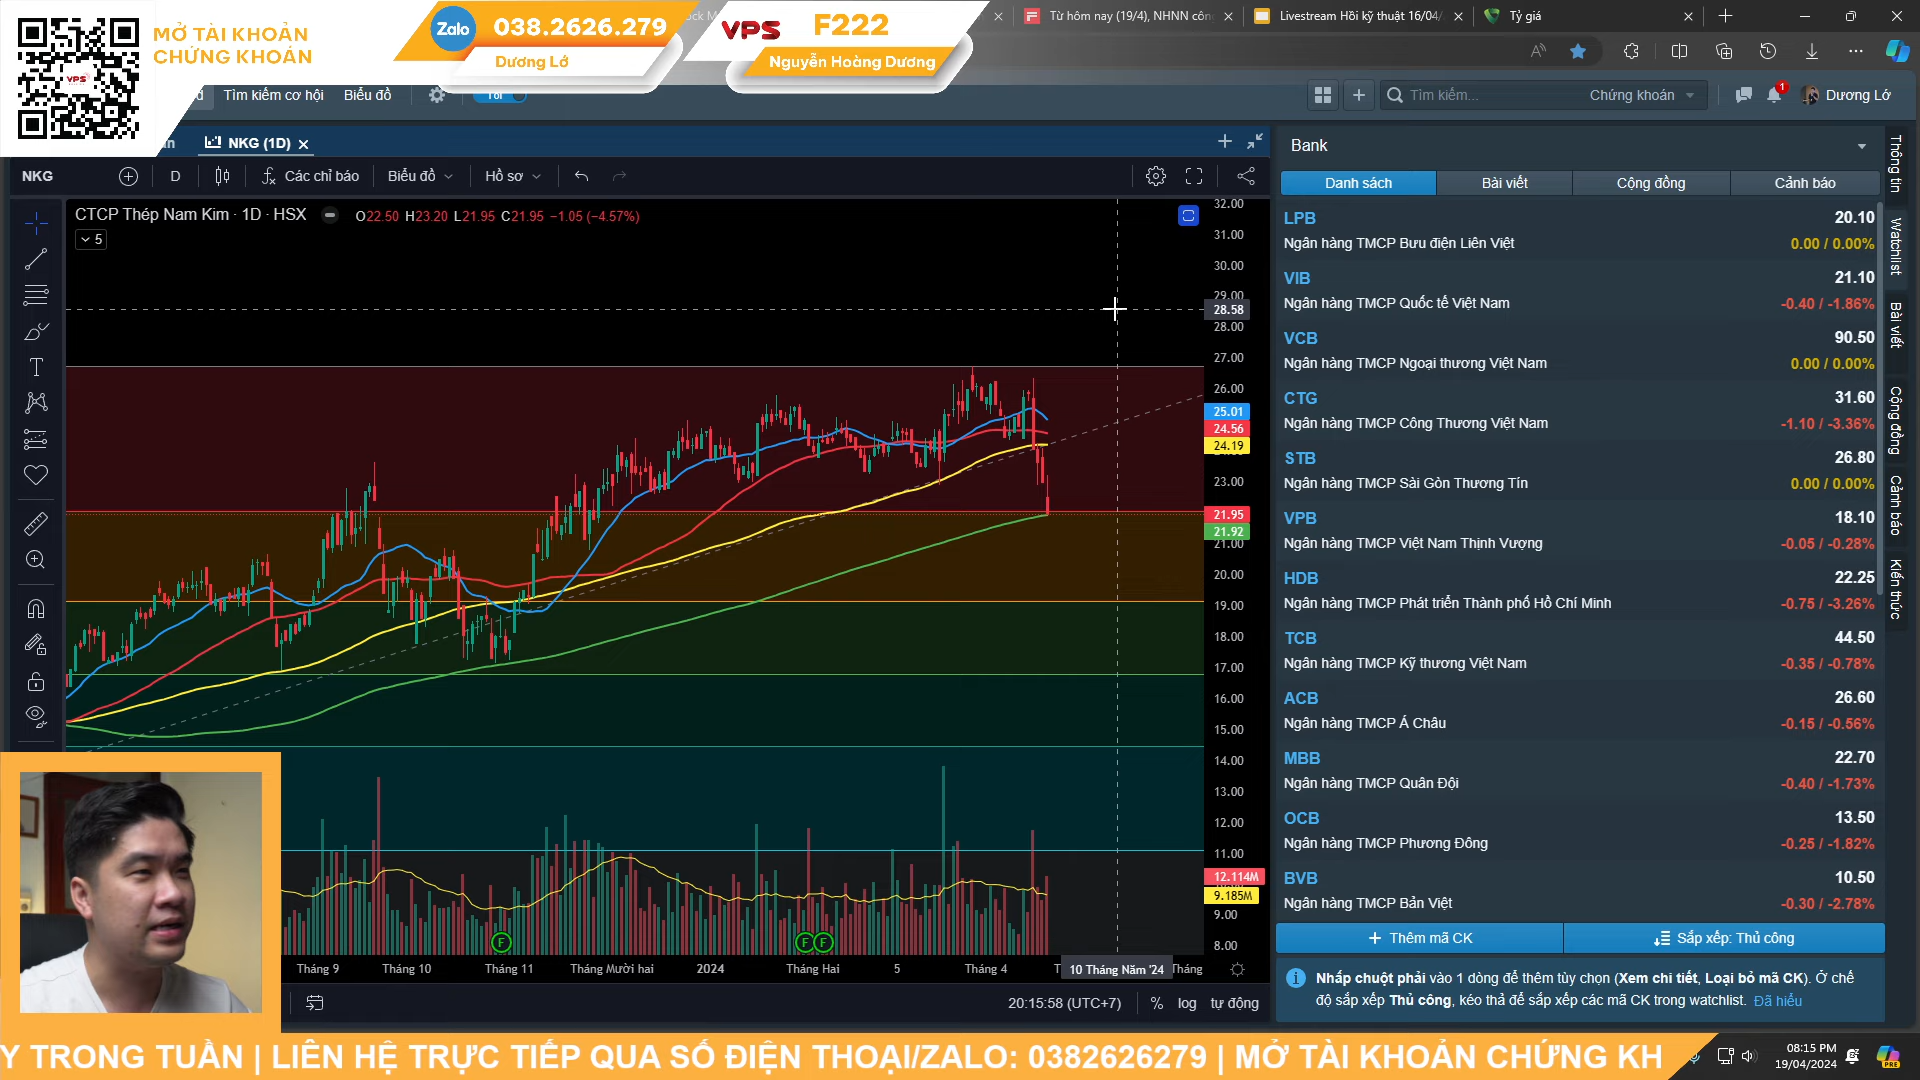 MỞ TÀI KHOẢN
CHỨNG KHOÁN
VPS
Zalo
038.2626.279
Dương Lớ
VPS
F222
Nguyễn Hoàng Dương
Từ hôm nay (19/4), NHNN côn
Livestream Hồi kỹ thuật 16/04/
Tỷ giá
Tìm kiếm cơ hội
Biểu đồ
Tối
Tìm kiếm...
Chứng khoán
1
Dương Lớ
NKG (1D)
NKG
D
Các chỉ báo
Biểu đồ
Hồ sơ
CTCP Thép Nam Kim · 1D · HSX
O22.50 H23.20 L21.95 C21.95 −1.05 (−4.57%)
5
32.00
31.00
30.00
29.00
28.58
28.00
27.00
26.00
25.01
24.56
24.19
23.00
21.95
21.92
21.00
20.00
19.00
18.00
17.00
16.00
15.00
14.00
13.00
12.00
11.00
12.114M
9.185M
9.00
8.00
F
F
F
Tháng 9
Tháng 10
Tháng 11
Tháng Mười hai
2024
Tháng Hai
5
Tháng 4
10 Tháng Năm '24
Tháng
20:15:58 (UTC+7)
%
log
tự động
Bank
Danh sách
Bài viết
Cộng đồng
Cảnh báo
LPB 20.10
Ngân hàng TMCP Bưu điện Liên Việt 0.00 / 0.00%
VIB 21.10
Ngân hàng TMCP Quốc tế Việt Nam -0.40 / -1.86%
VCB 90.50
Ngân hàng TMCP Ngoại thương Việt Nam 0.00 / 0.00%
CTG 31.60
Ngân hàng TMCP Công Thương Việt Nam -1.10 / -3.36%
STB 26.80
Ngân hàng TMCP Sài Gòn Thương Tín 0.00 / 0.00%
VPB 18.10
Ngân hàng TMCP Việt Nam Thịnh Vượng -0.05 / -0.28%
HDB 22.25
Ngân hàng TMCP Phát triển Thành phố Hồ Chí Minh -0.75 / -3.26%
TCB 44.50
Ngân hàng TMCP Kỹ thương Việt Nam -0.35 / -0.78%
ACB 26.60
Ngân hàng TMCP Á Châu -0.15 / -0.56%
MBB 22.70
Ngân hàng TMCP Quân Đội -0.40 / -1.73%
OCB 13.50
Ngân hàng TMCP Phương Đông -0.25 / -1.82%
BVB 10.50
Ngân hàng TMCP Bản Việt -0.30 / -2.78%
Thêm mã CK
Sắp xếp: Thủ công
Nhấp chuột phải vào 1 dòng để thêm tùy chọn (Xem chi tiết, Loại bỏ mã CK). Ở chế
độ sắp xếp Thủ công, kéo thả để sắp xếp các mã CK trong watchlist. Đã hiểu
Thông tin
Watchlist
Bài viết
Cộng đồng
Cảnh báo
Kiến thức
Y TRONG TUẦN | LIÊN HỆ TRỰC TIẾP QUA SỐ ĐIỆN THOẠI/ZALO: 0382626279 | MỞ TÀI KHOẢN CHỨNG KH
08:15 PM
19/04/2024
PRE